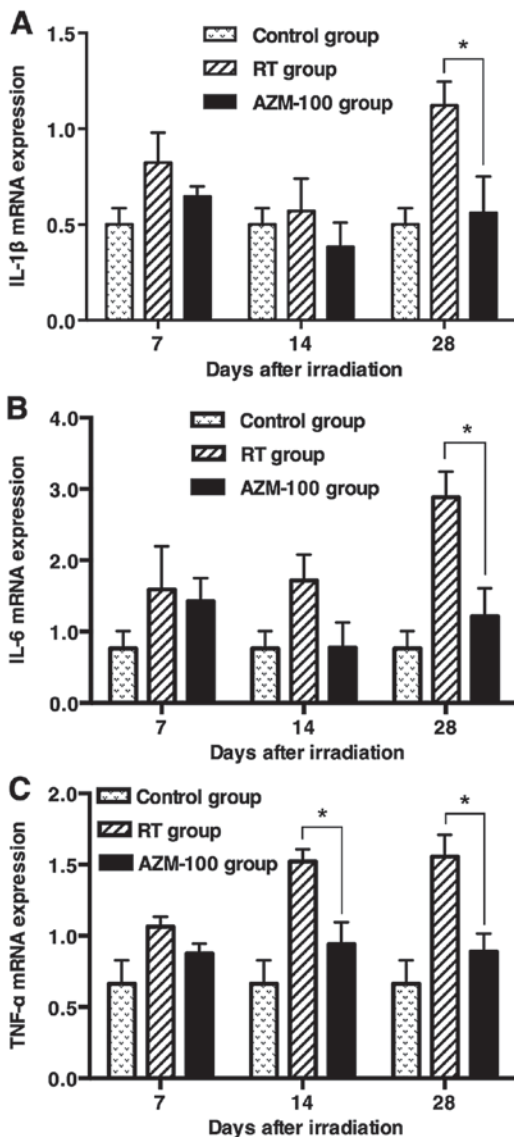 A
1.5
1.0
0.5
0.0
IL-1β mRNA expression
Control group
RT group
AZM-100 group
*
7
14
28
Days after irradiation
B
4.0
3.0
2.0
1.0
0.0
IL-6 mRNA expression
Control group
RT group
AZM-100 group
*
7
14
28
Days after irradiation
C
2.0
1.5
1.0
0.5
0.0
TNF-α mRNA expression
Control group
RT group
AZM-100 group
*
*
7
14
28
Days after irradiation